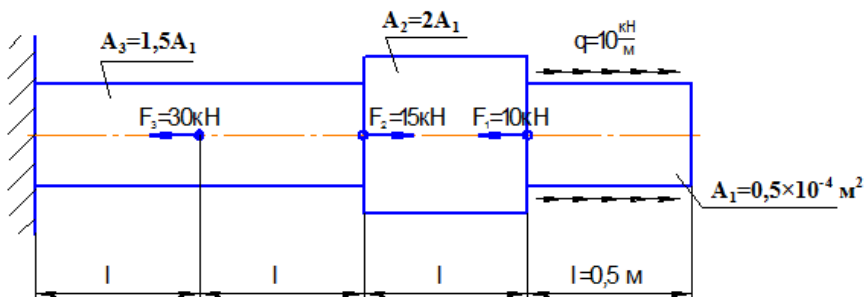 A₃=1,5A₁
A₂=2A₁
q=10 кН/м
F₃=30кН
F₂=15кН
F₁=10кН
A₁=0,5×10⁻⁴ м²
l
l
l
l=0,5 м